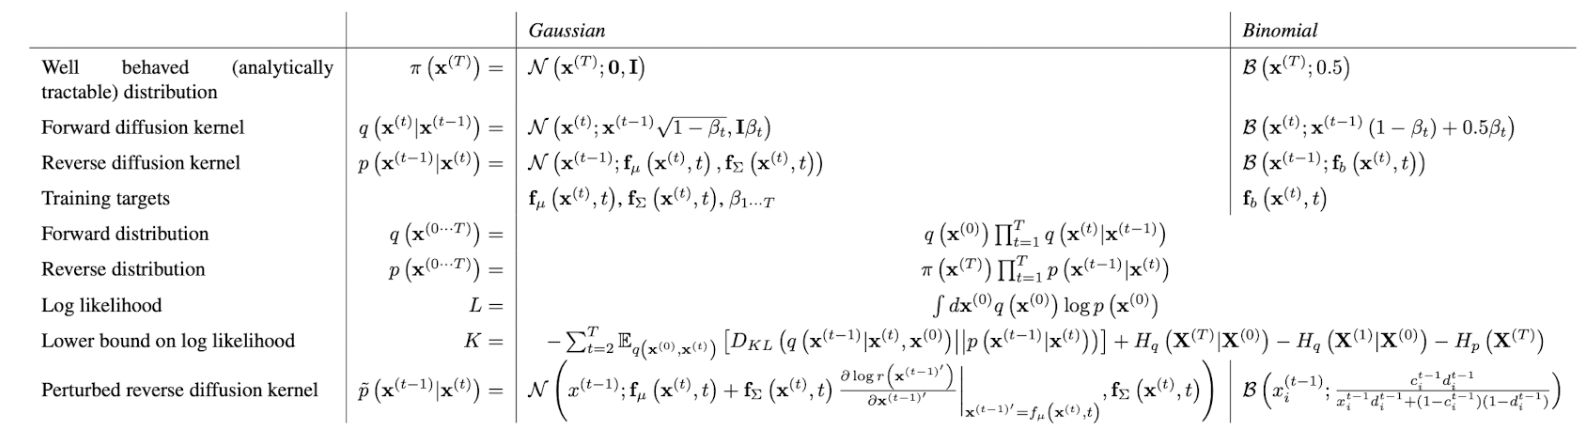 Gaussian Binomial
Well behaved (analytically tractable) distribution π(x^(T)) = N(x^(T); 0, I) B(x^(T); 0.5)
Forward diffusion kernel q(x^(t)|x^(t−1)) = N(x^(t); x^(t−1)√(1 − β_t), Iβ_t) B(x^(t); x^(t−1)(1 − β_t) + 0.5β_t)
Reverse diffusion kernel p(x^(t−1)|x^(t)) = N(x^(t−1); f_μ(x^(t), t), f_Σ(x^(t), t)) B(x^(t−1); f_b(x^(t), t))
Training targets f_μ(x^(t), t), f_Σ(x^(t), t), β_1⋯T f_b(x^(t), t)
Forward distribution q(x^(0⋯T)) = q(x^(0)) ∏_{t=1}^T q(x^(t)|x^(t−1))
Reverse distribution p(x^(0⋯T)) = π(x^(T)) ∏_{t=1}^T p(x^(t−1)|x^(t))
Log likelihood L = ∫ dx^(0) q(x^(0)) log p(x^(0))
Lower bound on log likelihood K = −∑_{t=2}^T 𝔼_{q(x^(0),x^(t))} [D_KL(q(x^(t−1)|x^(t), x^(0))||p(x^(t−1)|x^(t)))] + H_q(X^(T)|X^(0)) − H_q(X^(1)|X^(0)) − H_p(X^(T))
Perturbed reverse diffusion kernel p̃(x^(t−1)|x^(t)) = N(x^(t−1); f_μ(x^(t), t) + f_Σ(x^(t), t) ∂ log r(x^(t−1)′)/∂x^(t−1)′ |_{x^(t−1)′=f_μ(x^(t),t)}, f_Σ(x^(t), t)) B(x_i^(t−1); c_i^{t−1}d_i^{t−1}/(x_i^{t−1}d_i^{t−1}+(1−c_i^{t−1})(1−d_i^{t−1})))